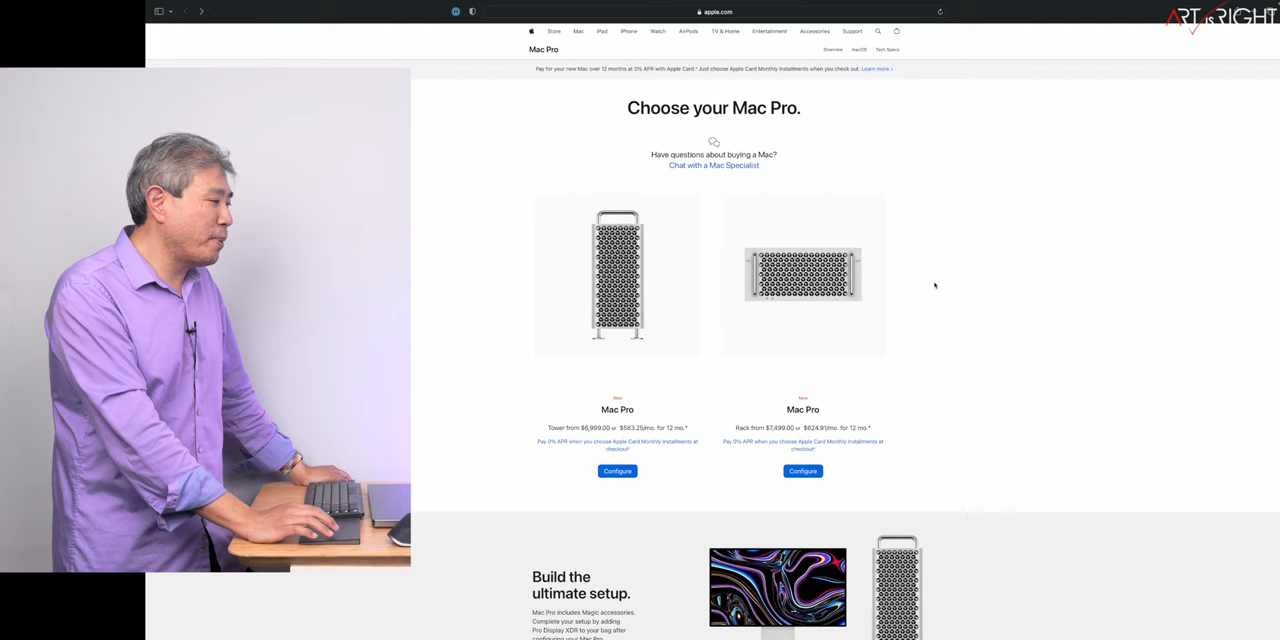 apple.com
ART is RIGHT
Store Mac iPad iPhone Watch AirPods TV & Home Entertainment Accessories Support
Mac Pro
Overview macOS Tech Specs
Pay for your new Mac over 12 months at 0% APR with Apple Card.² Just choose Apple Card Monthly Installments when you check out. Learn more >
Choose your Mac Pro.
Have questions about buying a Mac?
Chat with a Mac Specialist
New
Mac Pro
Tower from $6,999.00 or $583.25/mo. for 12 mo.*
Pay 0% APR when you choose Apple Card Monthly Installments at
checkout◊
Configure
New
Mac Pro
Rack from $7,499.00 or $624.91/mo. for 12 mo.*
Pay 0% APR when you choose Apple Card Monthly Installments at
checkout◊
Configure
Build the
ultimate setup.
Mac Pro includes Magic accessories.
Complete your setup by adding
Pro Display XDR to your bag after
configuring your Mac Pro.